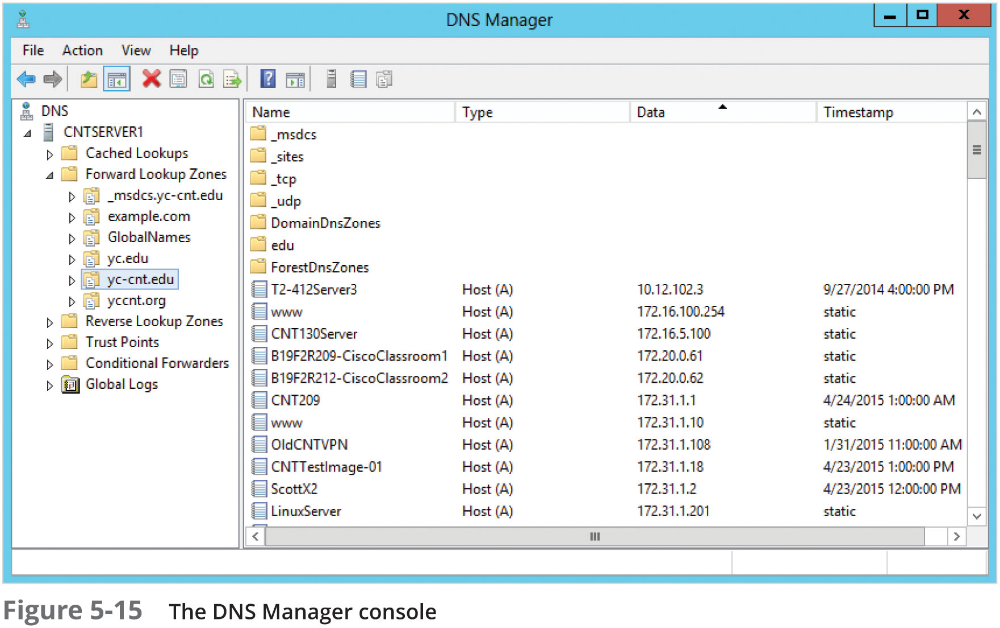 DNS Manager
File Action View Help
DNS
CNTSERVER1
Cached Lookups
Forward Lookup Zones
_msdcs.yc-cnt.edu
example.com
GlobalNames
yc.edu
yc-cnt.edu
yccnt.org
Reverse Lookup Zones
Trust Points
Conditional Forwarders
Global Logs
Name Type Data Timestamp
_msdcs
_sites
_tcp
_udp
DomainDnsZones
edu
ForestDnsZones
T2-412Server3 Host (A) 10.12.102.3 9/27/2014 4:00:00 PM
www Host (A) 172.16.100.254 static
CNT130Server Host (A) 172.16.5.100 static
B19F2R209-CiscoClassroom1 Host (A) 172.20.0.61 static
B19F2R212-CiscoClassroom2 Host (A) 172.20.0.62 static
CNT209 Host (A) 172.31.1.1 4/24/2015 1:00:00 AM
www Host (A) 172.31.1.10 static
OldCNTVPN Host (A) 172.31.1.108 1/31/2015 11:00:00 AM
CNTTestImage-01 Host (A) 172.31.1.18 4/23/2015 1:00:00 PM
ScottX2 Host (A) 172.31.1.2 4/23/2015 12:00:00 PM
LinuxServer Host (A) 172.31.1.201 static
Figure 5-15 The DNS Manager console